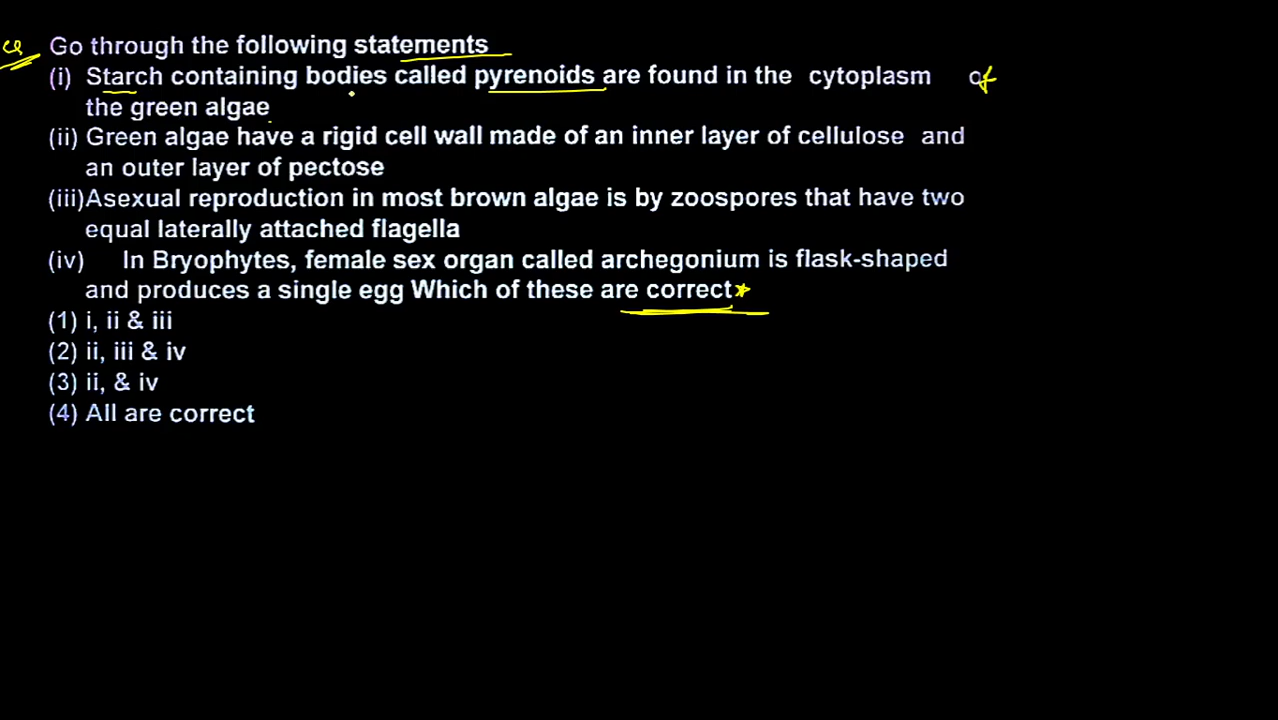 Q Go through the following statements
(i) Starch containing bodies called pyrenoids are found in the cytoplasm of
the green algae
(ii) Green algae have a rigid cell wall made of an inner layer of cellulose and
an outer layer of pectose
(iii)Asexual reproduction in most brown algae is by zoospores that have two
equal laterally attached flagella
(iv) In Bryophytes, female sex organ called archegonium is flask-shaped
and produces a single egg Which of these are correct*
(1) i, ii & iii
(2) ii, iii & iv
(3) ii, & iv
(4) All are correct